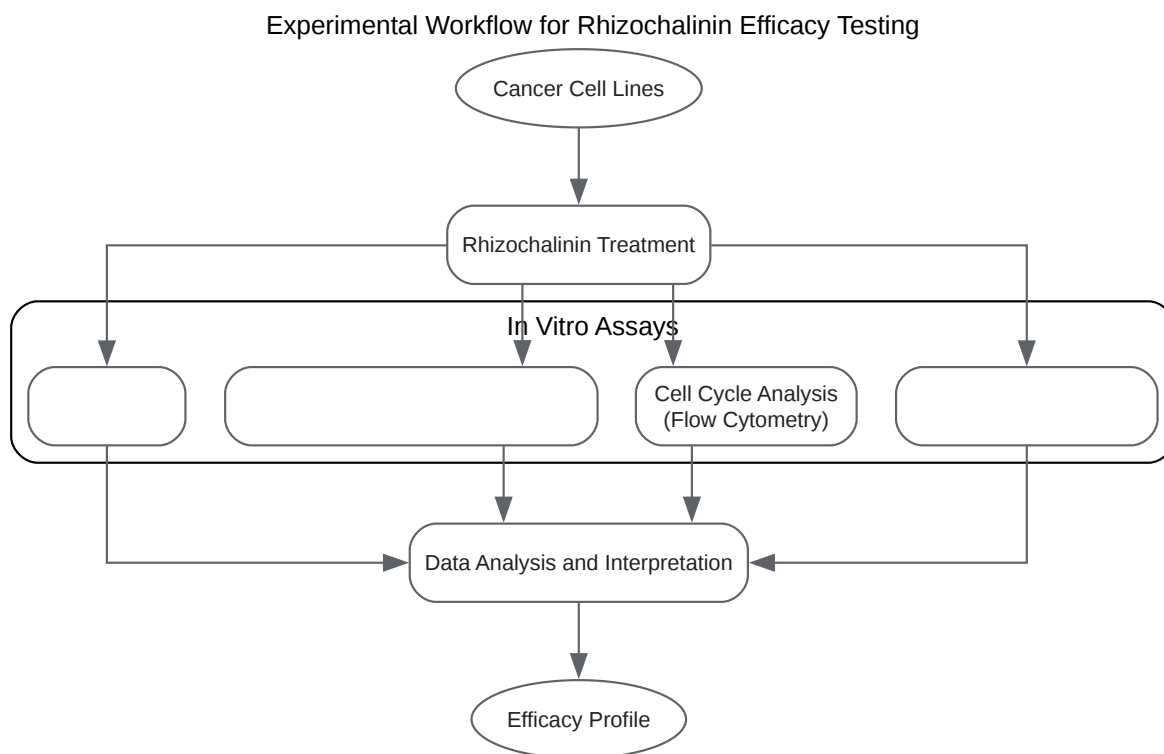 Experimental Workflow for Rhizochalinin Efficacy Testing
Cancer Cell Lines
Rhizochalinin Treatment
In Vitro Assays
Cell Cycle Analysis
(Flow Cytometry)
Data Analysis and Interpretation
Efficacy Profile